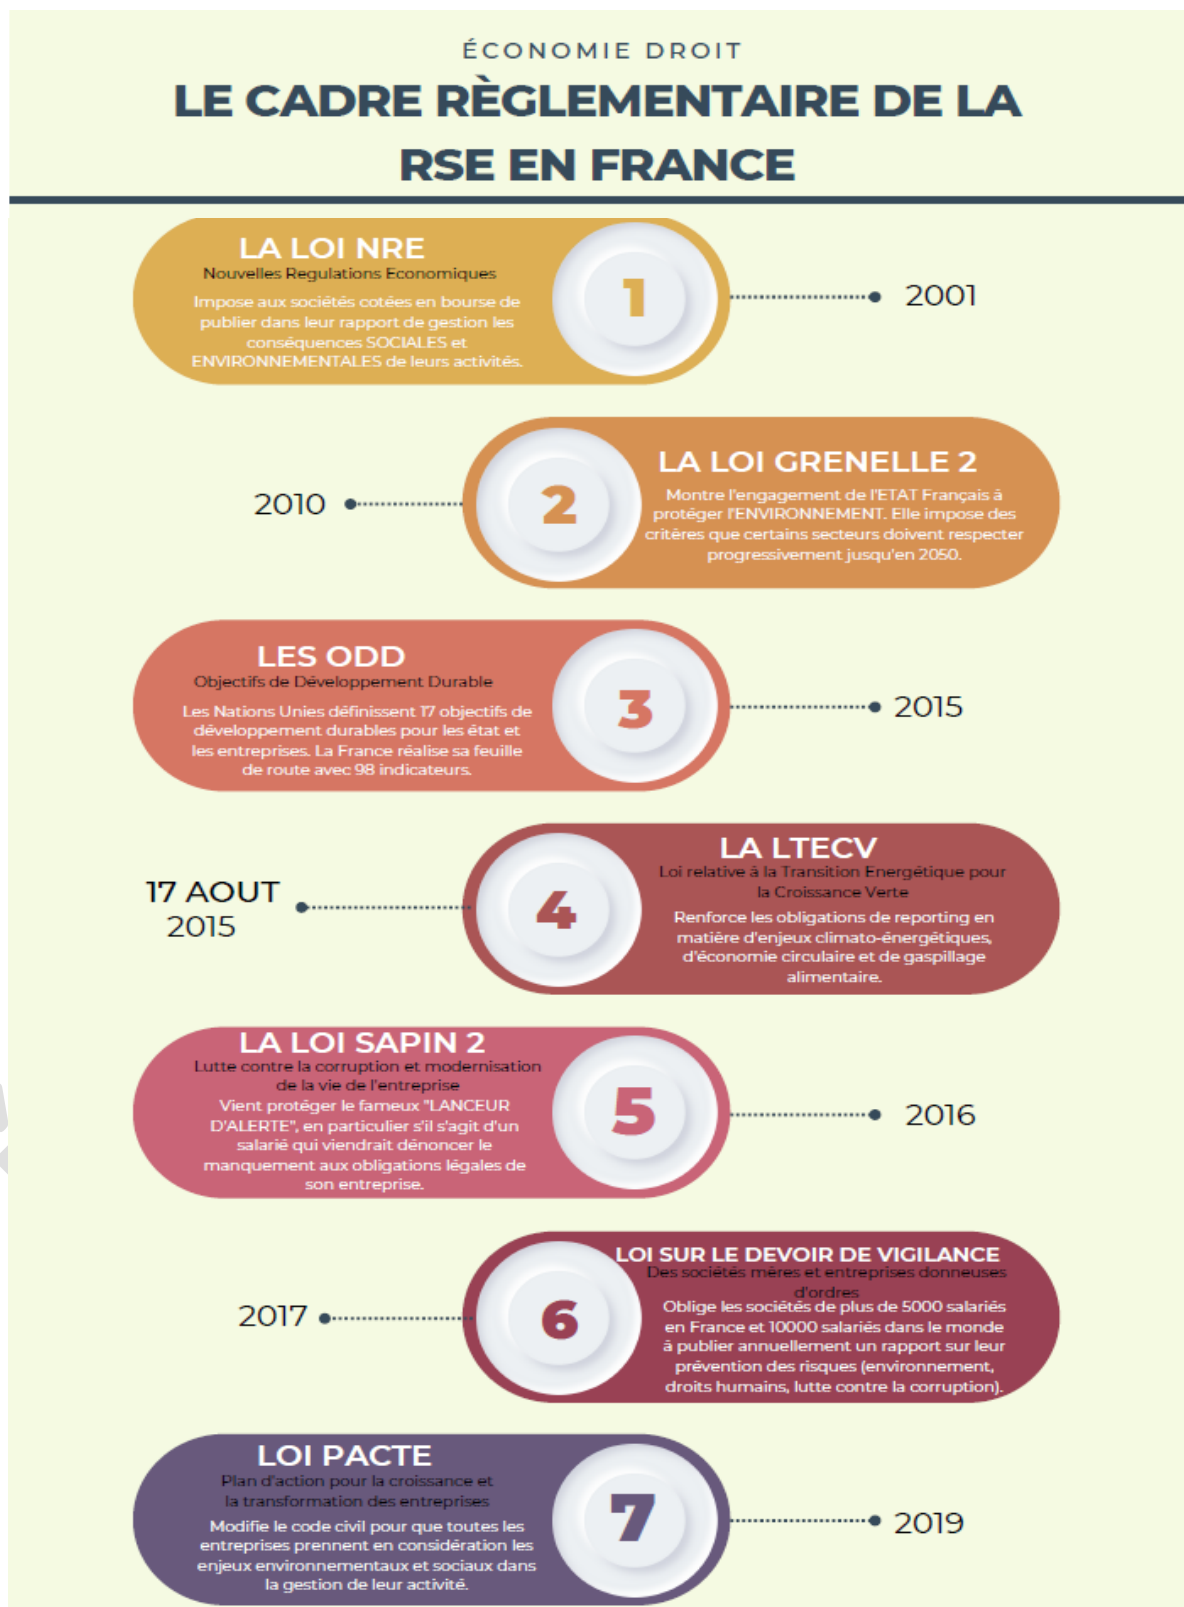 ÉCONOMIE DROIT
LE CADRE RÈGLEMENTAIRE DE LA
RSE EN FRANCE
LA LOI NRE
Nouvelles Regulations Economiques
Impose aux sociétés cotées en bourse de
publier dans leur rapport de gestion les
conséquences SOCIALES et
ENVIRONNEMENTALES de leurs activités.
1
2001
2010
2
LA LOI GRENELLE 2
Montre l'engagement de l'ETAT Français à
protéger l'ENVIRONNEMENT. Elle impose des
critères que certains secteurs doivent respecter
progressivement jusqu'en 2050.
LES ODD
Objectifs de Développement Durable
Les Nations Unies définissent 17 objectifs de
développement durables pour les état et
les entreprises. La France réalise sa feuille
de route avec 98 indicateurs.
3
2015
17 AOUT
2015
4
LA LTECV
Loi relative à la Transition Energétique pour
la Croissance Verte
Renforce les obligations de reporting en
matière d'enjeux climato-énergétiques,
d'économie circulaire et de gaspillage
alimentaire.
LA LOI SAPIN 2
Lutte contre la corruption et modernisation
de la vie de l'entreprise
Vient protéger le fameux "LANCEUR
D'ALERTE", en particulier s'il s'agit d'un
salarié qui viendrait dénoncer le
manquement aux obligations légales de
son entreprise.
5
2016
2017
6
LOI SUR LE DEVOIR DE VIGILANCE
Des sociétés mères et entreprises donneuses
d'ordres
Oblige les sociétés de plus de 5000 salariés
en France et 10000 salariés dans le monde
à publier annuellement un rapport sur leur
prévention des risques (environnement,
droits humains, lutte contre la corruption).
LOI PACTE
Plan d'action pour la croissance et
la transformation des entreprises
Modifie le code civil pour que toutes les
entreprises prennent en considération les
enjeux environnementaux et sociaux dans
la gestion de leur activité.
7
2019